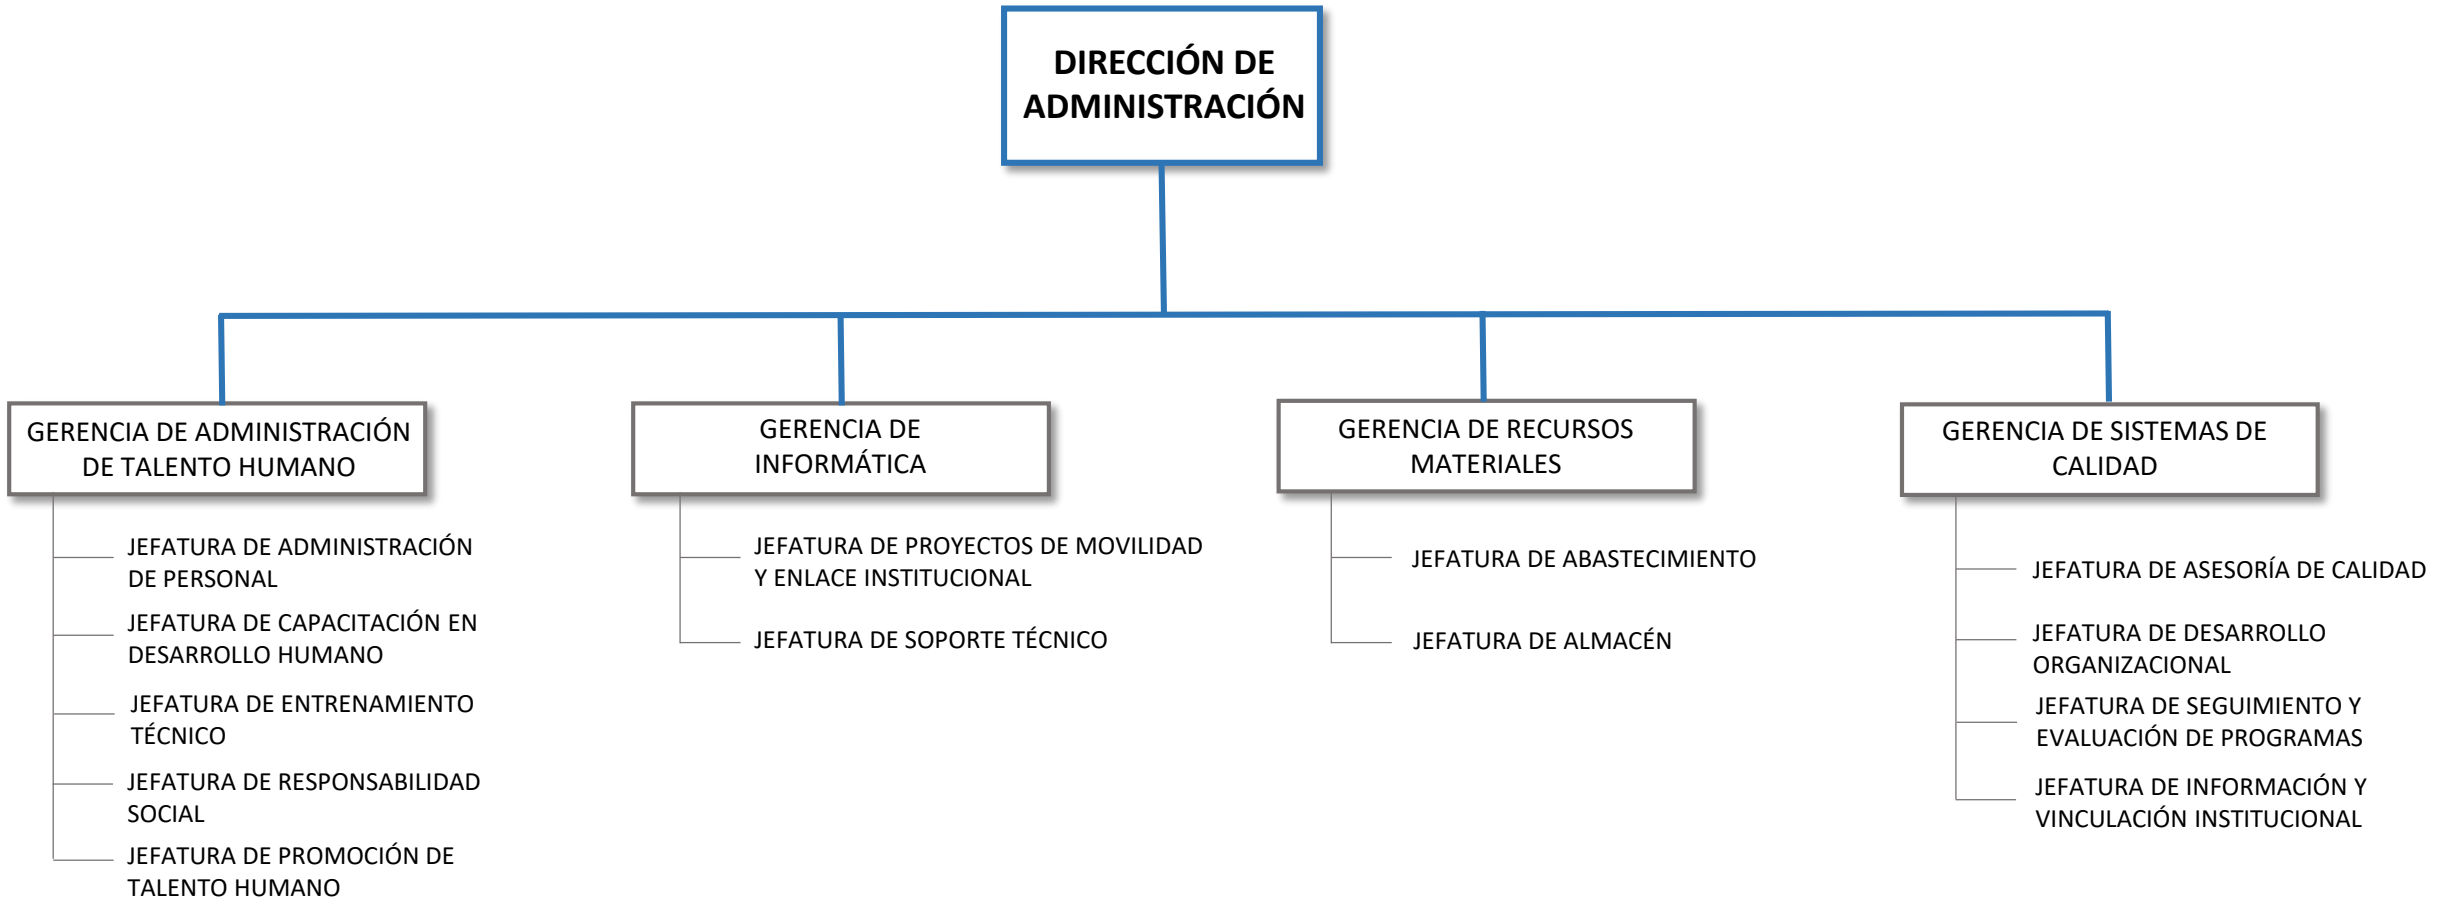 DIRECCIÓN DE
ADMINISTRACIÓN
GERENCIA DE ADMINISTRACIÓN
DE TALENTO HUMANO
JEFATURA DE ADMINISTRACIÓN
DE PERSONAL
JEFATURA DE CAPACITACIÓN EN
DESARROLLO HUMANO
JEFATURA DE ENTRENAMIENTO
TÉCNICO
JEFATURA DE RESPONSABILIDAD
SOCIAL
JEFATURA DE PROMOCIÓN DE
TALENTO HUMANO
GERENCIA DE
INFORMÁTICA
JEFATURA DE PROYECTOS DE MOVILIDAD
Y ENLACE INSTITUCIONAL
JEFATURA DE SOPORTE TÉCNICO
GERENCIA DE RECURSOS
MATERIALES
JEFATURA DE ABASTECIMIENTO
JEFATURA DE ALMACÉN
GERENCIA DE SISTEMAS DE
CALIDAD
JEFATURA DE ASESORÍA DE CALIDAD
JEFATURA DE DESARROLLO
ORGANIZACIONAL
JEFATURA DE SEGUIMIENTO Y
EVALUACIÓN DE PROGRAMAS
JEFATURA DE INFORMACIÓN Y
VINCULACIÓN INSTITUCIONAL